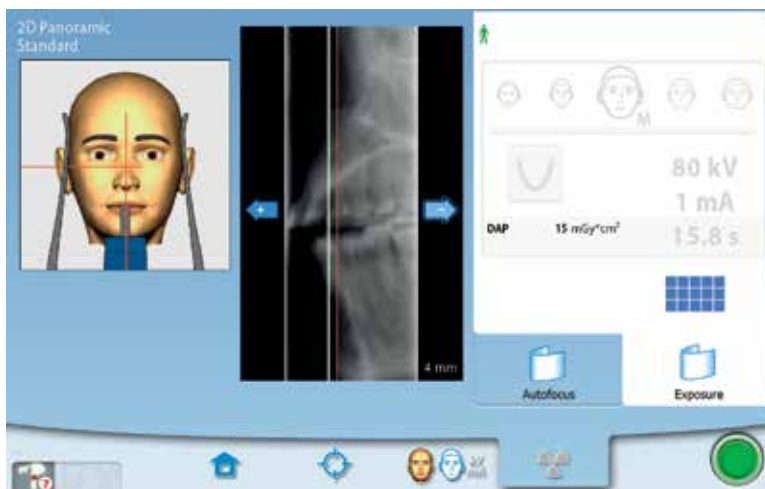 2D Panoramic
Standard
+
-
4 mm
M
80 kV
1 mA
15.8 s
DAP 15 mGy*cm²
Autofocus
Exposure
?